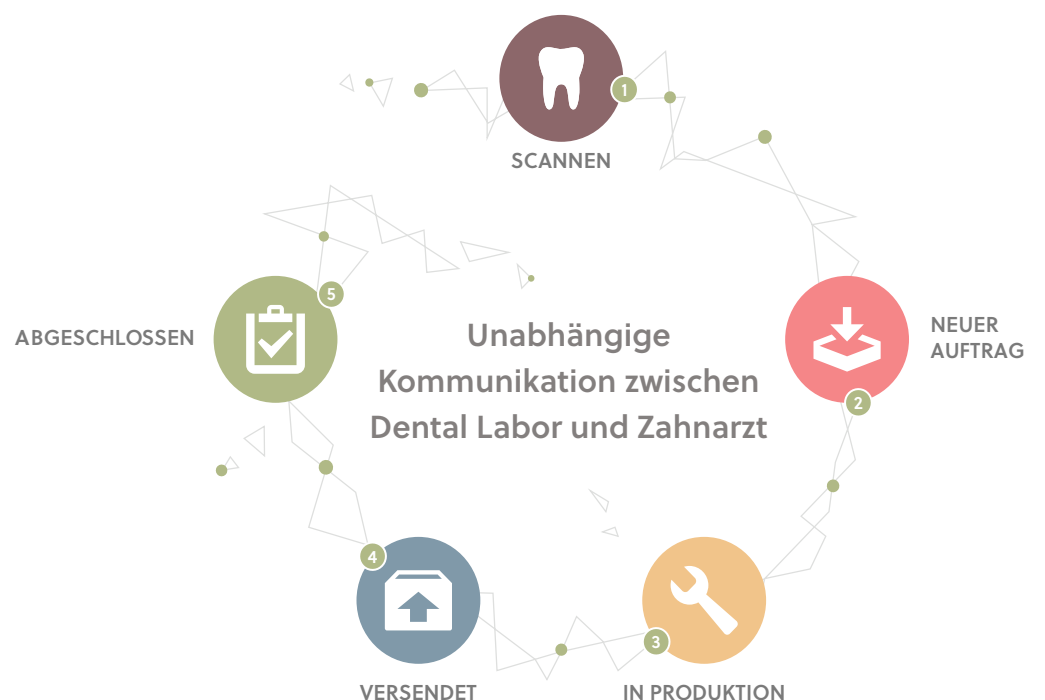 1
SCANNEN
5
ABGESCHLOSSEN
Unabhängige
Kommunikation zwischen
Dental Labor und Zahnarzt
NEUER
AUFTRAG
2
4
3
VERSENDET
IN PRODUKTION